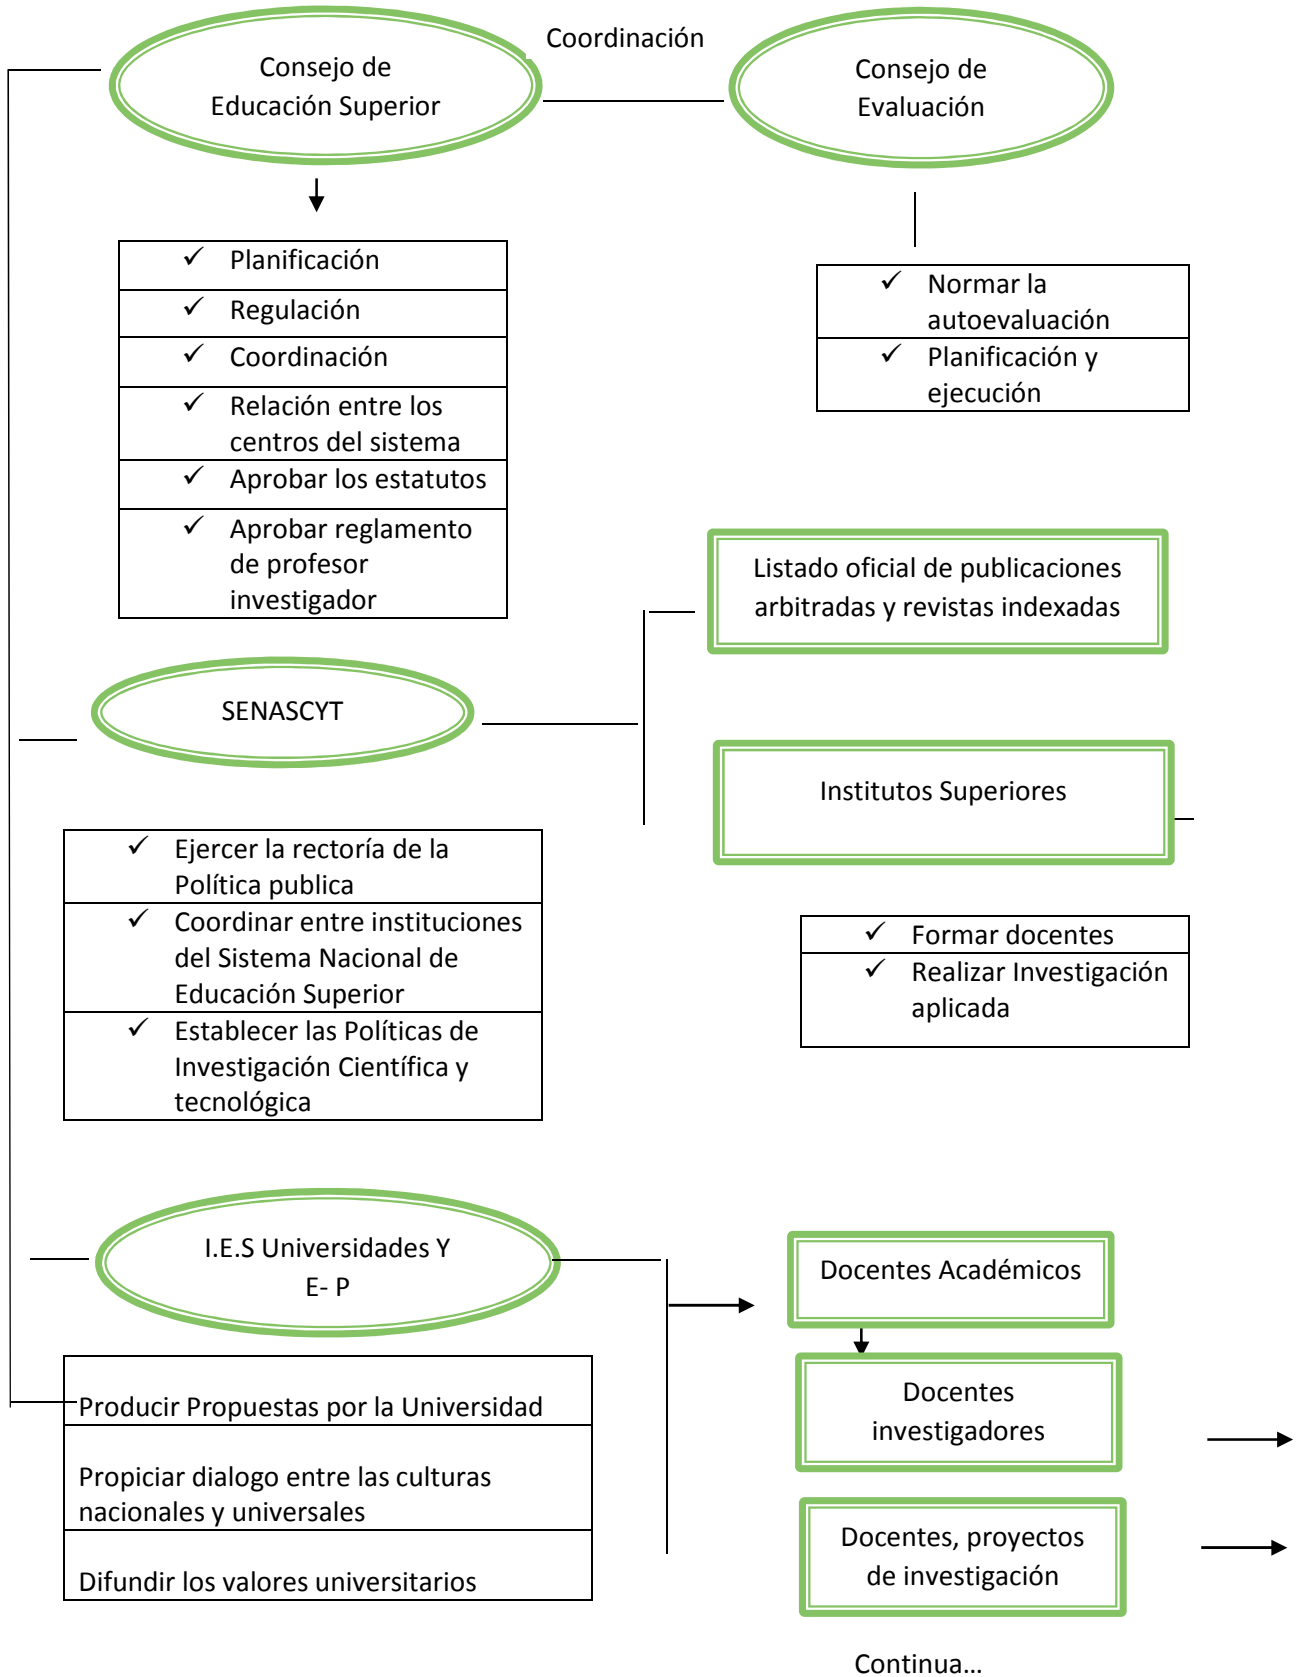 Coordinación
Consejo de
Educación Superior
Consejo de
Evaluación
✓ Planificación
✓ Regulación
✓ Coordinación
✓ Relación entre los
centros del sistema
✓ Aprobar los estatutos
✓ Aprobar reglamento
de profesor
investigador
✓ Normar la
autoevaluación
✓ Planificación y
ejecución
Listado oficial de publicaciones
arbitradas y revistas indexadas
SENASCYT
Institutos Superiores
✓ Ejercer la rectoría de la
Política publica
✓ Coordinar entre instituciones
del Sistema Nacional de
Educación Superior
✓ Establecer las Políticas de
Investigación Científica y
tecnológica
✓ Formar docentes
✓ Realizar Investigación
aplicada
I.E.S Universidades Y
E- P
Docentes Académicos
Docentes
investigadores
Producir Propuestas por la Universidad
Propiciar dialogo entre las culturas
nacionales y universales
Difundir los valores universitarios
Docentes, proyectos
de investigación
Continua...